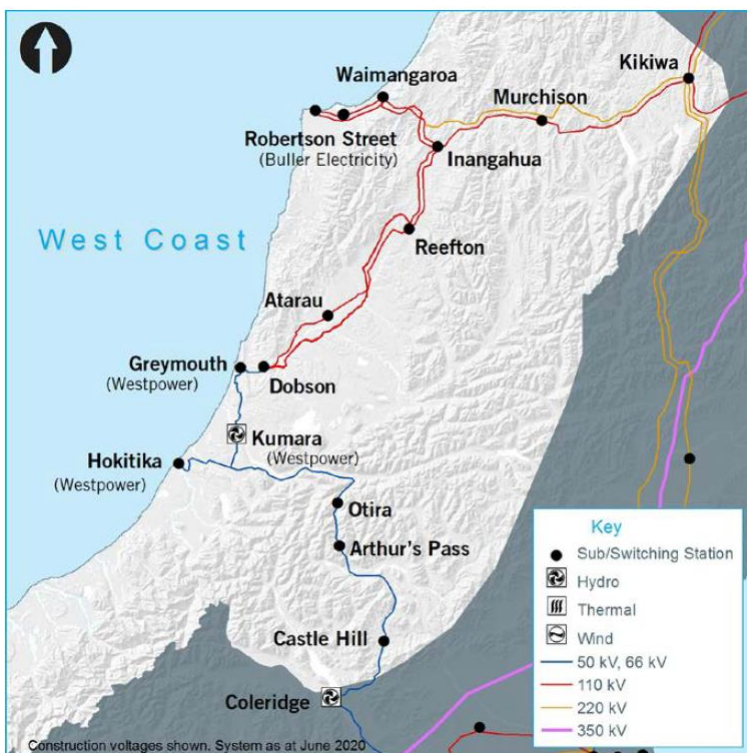 Waimangaroa
Kikiwa
Murchison
Robertson Street
(Buller Electricity)
Inangahua
West Coast
Reefton
Atarau
Greymouth
(Westpower)
Dobson
Kumara
(Westpower)
Hokitika
(Westpower)
Otira
Arthur's Pass
Castle Hill
Coleridge
Key
Sub/Switching Station
Hydro
Thermal
Wind
50 kV, 66 kV
110 kV
220 kV
350 kV
Construction voltages shown. System as at June 2020